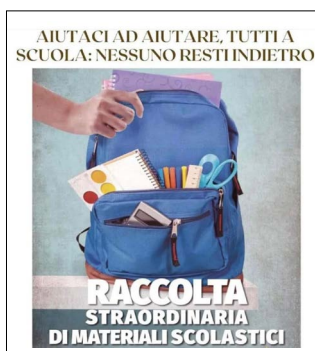 AIUTACI AD AIUTARE, TUTTI A
SCUOLA: NESSUNO RESTI INDIETRO
RACCOLTA
STRAORDINARIA
DI MATERIALI SCOLASTICI